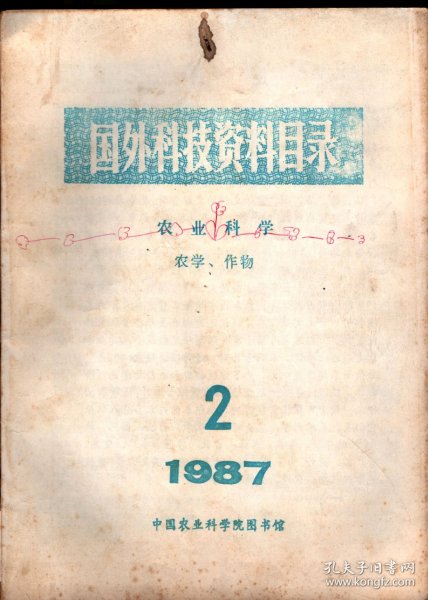 国外科技资料目录
农业科学
农学、作物
2
1987
中国农业科学院图书馆
孔夫子旧书网
www.kongfz.com